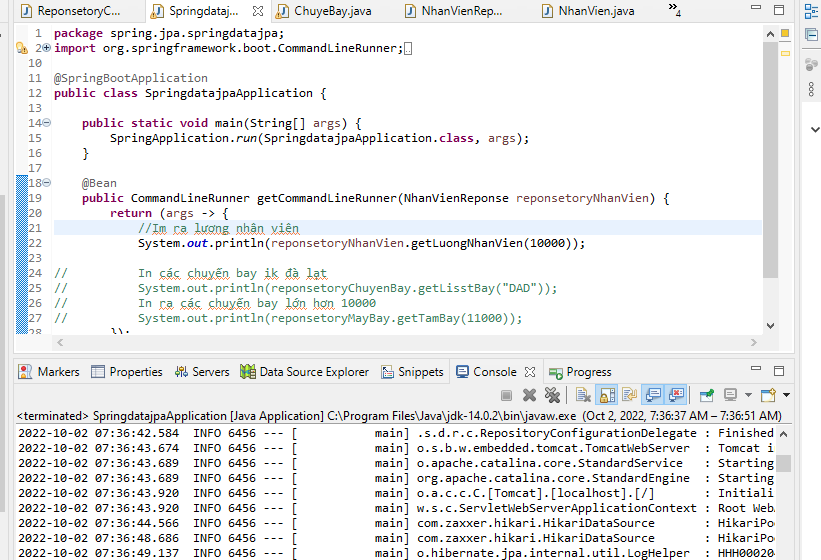 ReponsetoryC... Springdatajp... ChuyeBay.java NhanVienRep... NhanVien.java »4
1 package spring.jpa.springdatajpa;
2 import org.springframework.boot.CommandLineRunner;
10
11 @SpringBootApplication
12 public class SpringdatajpaApplication {
13
14 public static void main(String[] args) {
15 SpringApplication.run(SpringdatajpaApplication.class, args);
16 }
17
18 @Bean
19 public CommandLineRunner getCommandLineRunner(NhanVienReponse reponsetoryNhanVien) {
20 return (args -> {
21 //Im ra lương nhân viên
22 System.out.println(reponsetoryNhanVien.getLuongNhanVien(10000));
23
24 // In các chuyến bay ik đà lạt
25 // System.out.println(reponsetoryChuyenBay.getLisstBay("DAD"));
26 // In ra các chuyến bay lớn hơn 10000
27 // System.out.println(reponsetoryMayBay.getTamBay(11000));
28 });
Markers Properties Servers Data Source Explorer Snippets Console Progress
<terminated> SpringdatajpaApplication [Java Application] C:\Program Files\Java\jdk-14.0.2\bin\javaw.exe (Oct 2, 2022, 7:36:37 AM – 7:36:51 AM)
2022-10-02 07:36:42.584 INFO 6456 --- [ main] .s.d.r.c.RepositoryConfigurationDelegate : Finished
2022-10-02 07:36:43.674 INFO 6456 --- [ main] o.s.b.w.embedded.tomcat.TomcatWebServer : Tomcat i
2022-10-02 07:36:43.689 INFO 6456 --- [ main] o.apache.catalina.core.StandardService : Starting
2022-10-02 07:36:43.689 INFO 6456 --- [ main] org.apache.catalina.core.StandardEngine : Starting
2022-10-02 07:36:43.920 INFO 6456 --- [ main] o.a.c.c.C.[Tomcat].[localhost].[/] : Initiali
2022-10-02 07:36:43.920 INFO 6456 --- [ main] w.s.c.ServletWebServerApplicationContext : Root Web
2022-10-02 07:36:44.566 INFO 6456 --- [ main] com.zaxxer.hikari.HikariDataSource : HikariPo
2022-10-02 07:36:48.686 INFO 6456 --- [ main] com.zaxxer.hikari.HikariDataSource : HikariPo
2022-10-02 07:36:49.137 INFO 6456 --- [ main] o.hibernate.jpa.internal.util.LogHelper : HHH000204